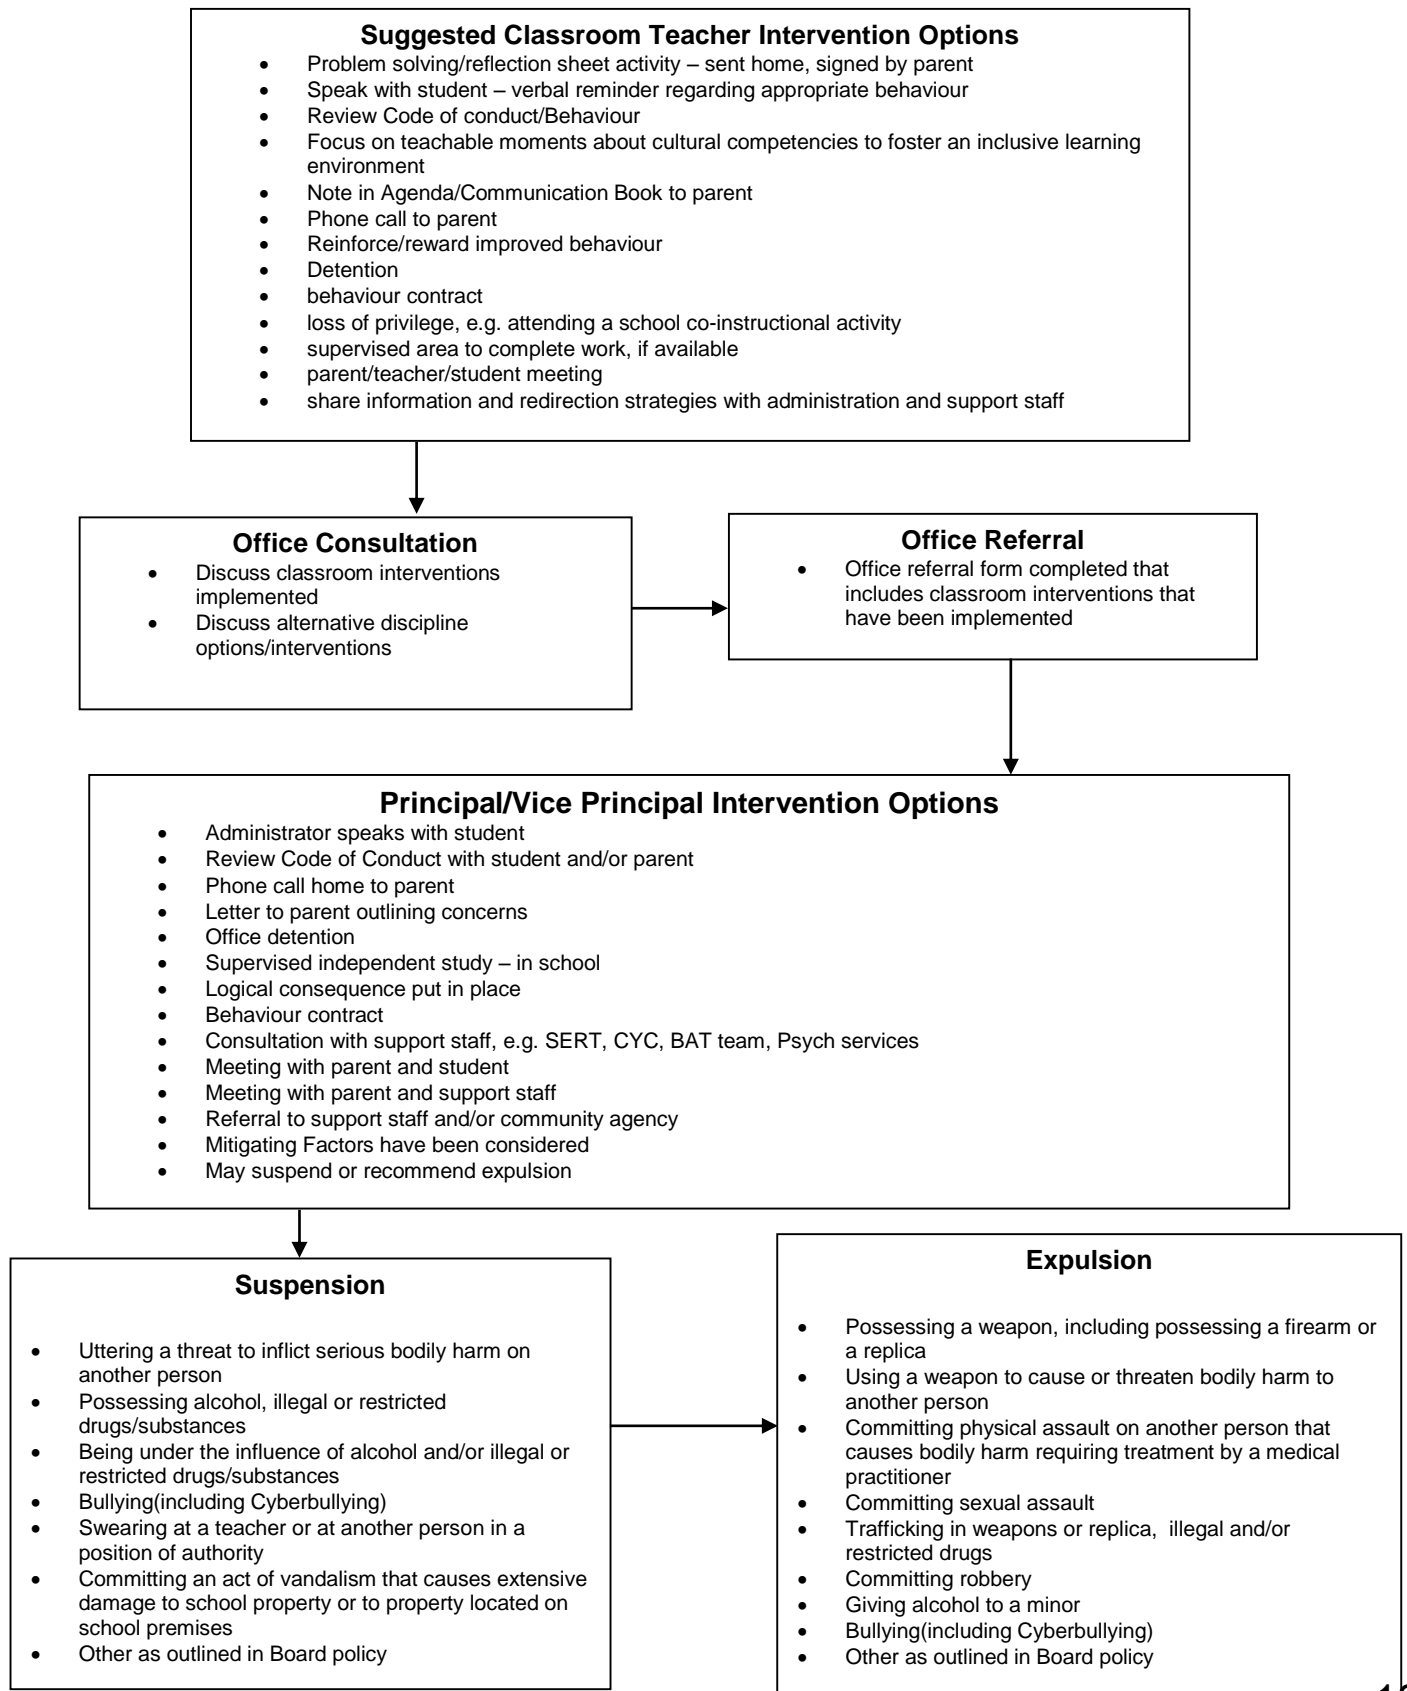 Suggested Classroom Teacher Intervention Options
• Problem solving/reflection sheet activity – sent home, signed by parent
• Speak with student – verbal reminder regarding appropriate behaviour
• Review Code of conduct/Behaviour
• Focus on teachable moments about cultural competencies to foster an inclusive learning
environment
• Note in Agenda/Communication Book to parent
• Phone call to parent
• Reinforce/reward improved behaviour
• Detention
• behaviour contract
• loss of privilege, e.g. attending a school co-instructional activity
• supervised area to complete work, if available
• parent/teacher/student meeting
• share information and redirection strategies with administration and support staff
Office Consultation
• Discuss classroom interventions
implemented
• Discuss alternative discipline
options/interventions
Office Referral
• Office referral form completed that
includes classroom interventions that
have been implemented
Principal/Vice Principal Intervention Options
• Administrator speaks with student
• Review Code of Conduct with student and/or parent
• Phone call home to parent
• Letter to parent outlining concerns
• Office detention
• Supervised independent study – in school
• Logical consequence put in place
• Behaviour contract
• Consultation with support staff, e.g. SERT, CYC, BAT team, Psych services
• Meeting with parent and student
• Meeting with parent and support staff
• Referral to support staff and/or community agency
• Mitigating Factors have been considered
• May suspend or recommend expulsion
Suspension
• Uttering a threat to inflict serious bodily harm on
another person
• Possessing alcohol, illegal or restricted
drugs/substances
• Being under the influence of alcohol and/or illegal or
restricted drugs/substances
• Bullying(including Cyberbullying)
• Swearing at a teacher or at another person in a
position of authority
• Committing an act of vandalism that causes extensive
damage to school property or to property located on
school premises
• Other as outlined in Board policy
Expulsion
• Possessing a weapon, including possessing a firearm or
a replica
• Using a weapon to cause or threaten bodily harm to
another person
• Committing physical assault on another person that
causes bodily harm requiring treatment by a medical
practitioner
• Committing sexual assault
• Trafficking in weapons or replica, illegal and/or
restricted drugs
• Committing robbery
• Giving alcohol to a minor
• Bullying(including Cyberbullying)
• Other as outlined in Board policy